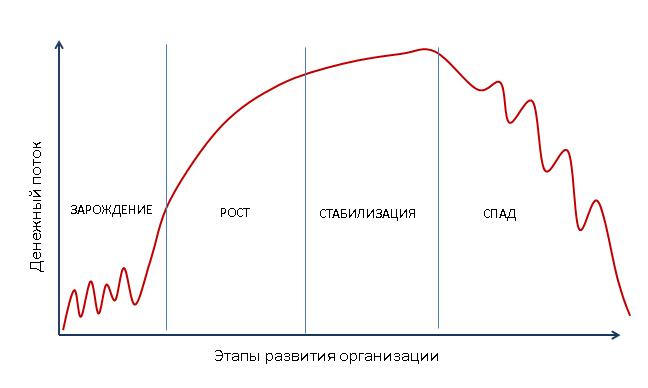 Денежный поток
ЗАРОЖДЕНИЕ
РОСТ
СТАБИЛИЗАЦИЯ
СПАД
Этапы развития организации